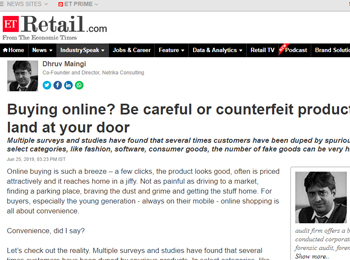 NEWS SITES
ET PRIME
ET Retail.com
From The Economic Times
Home News IndustrySpeak Jobs & Career Feature Data & Analytics Retail TV Podcast Brand S
Dhruv Maingi
Co-Founder and Director, Netrika Consulting
Buying online? Be careful or counterfeit product
land at your door
Multiple surveys and studies have found that several times customers have been duped by spuriou
select categories, like fashion, software, consumer goods, the number of fake goods can be very h
Jun 25, 2019, 03.23 PM IST
Online buying is such a breeze – a few clicks, the product looks good, often is priced
attractively and it reaches home in a jiffy. Not as painful as driving to a market,
finding a parking place, braving the dust and grime and getting the stuff home. For
buyers, especially the young generation - always on their mobile - online shopping is
all about convenience.
Convenience, did I say?
Let's check out the reality. Multiple surveys and studies have found that several
audit firm offers a b
conducted corporat
forensic audit, foren
Show more..